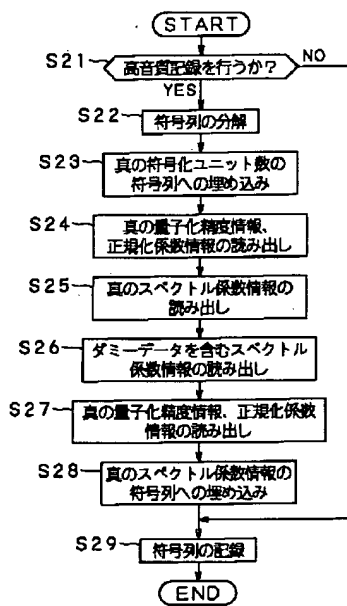 START
S21
高音質記録を行うか?
NO
YES
S22
符号列の分解
S23
真の符号化ユニット数の
符号列への埋め込み
S24
真の量子化精度情報、
正規化係数情報の読み出し
S25
真のスペクトル係数情報の
読み出し
S26
ダミーデータを含むスペクトル
係数情報の読み出し
S27
真の量子化精度情報、正規化係数
情報の読み出し
S28
真のスペクトル係数情報の
符号列への埋め込み
S29
符号列の記録
END